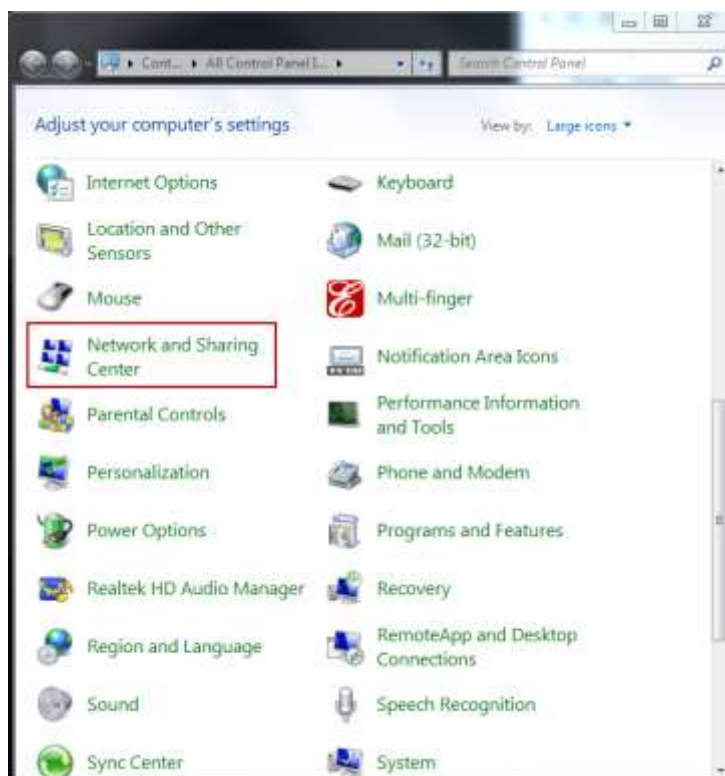 Cont... All Control Panel I...
Search Control Panel
Adjust your computer's settings
View by: Large icons
Internet Options
Keyboard
Location and Other
Sensors
Mail (32-bit)
Mouse
Multi-finger
Network and Sharing
Center
Notification Area Icons
Parental Controls
Performance Information
and Tools
Personalization
Phone and Modem
Power Options
Programs and Features
Realtek HD Audio Manager
Recovery
Region and Language
RemoteApp and Desktop
Connections
Sound
Speech Recognition
Sync Center
System